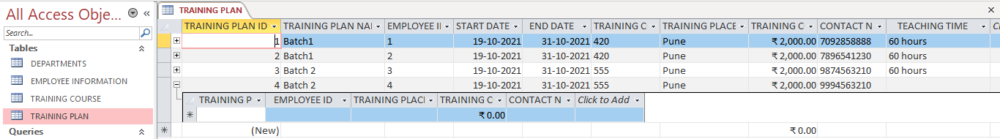 All Access Obje...
Search...
Tables
DEPARTMENTS
EMPLOYEE INFORMATION
TRAINING COURSE
TRAINING PLAN
Queries
TRAINING PLAN
TRAINING PLAN ID TRAINING PLAN NAI EMPLOYEE II START DATE END DATE TRAINING C TRAINING PLACE TRAINING C CONTACT N TEACHING TIME Cl
1 Batch1 1 19-10-2021 31-10-2021 420 Pune ₹ 2,000.00 7092858888 60 hours
2 Batch1 2 19-10-2021 31-10-2021 420 Pune ₹ 2,000.00 7896541230 60 hours
3 Batch 2 3 19-10-2021 31-10-2021 555 Pune ₹ 2,000.00 9874563210 60 hours
4 Batch 2 4 19-10-2021 31-10-2021 555 Pune ₹ 2,000.00 9994563210
TRAINING P EMPLOYEE ID TRAINING PLACI TRAINING C CONTACT N Click to Add
₹ 0.00
(New) ₹ 0.00